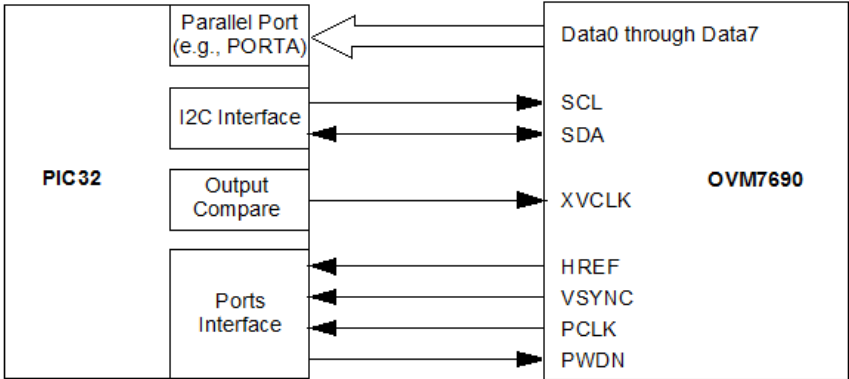 Parallel Port
(e.g., PORTA)
Data0 through Data7
I2C Interface
SCL
SDA
PIC32
OVM7690
Output
Compare
XVCLK
Ports
Interface
HREF
VSYNC
PCLK
PWDN